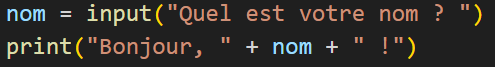 nom = input("Quel est votre nom ? ")
print("Bonjour, " + nom + " !")